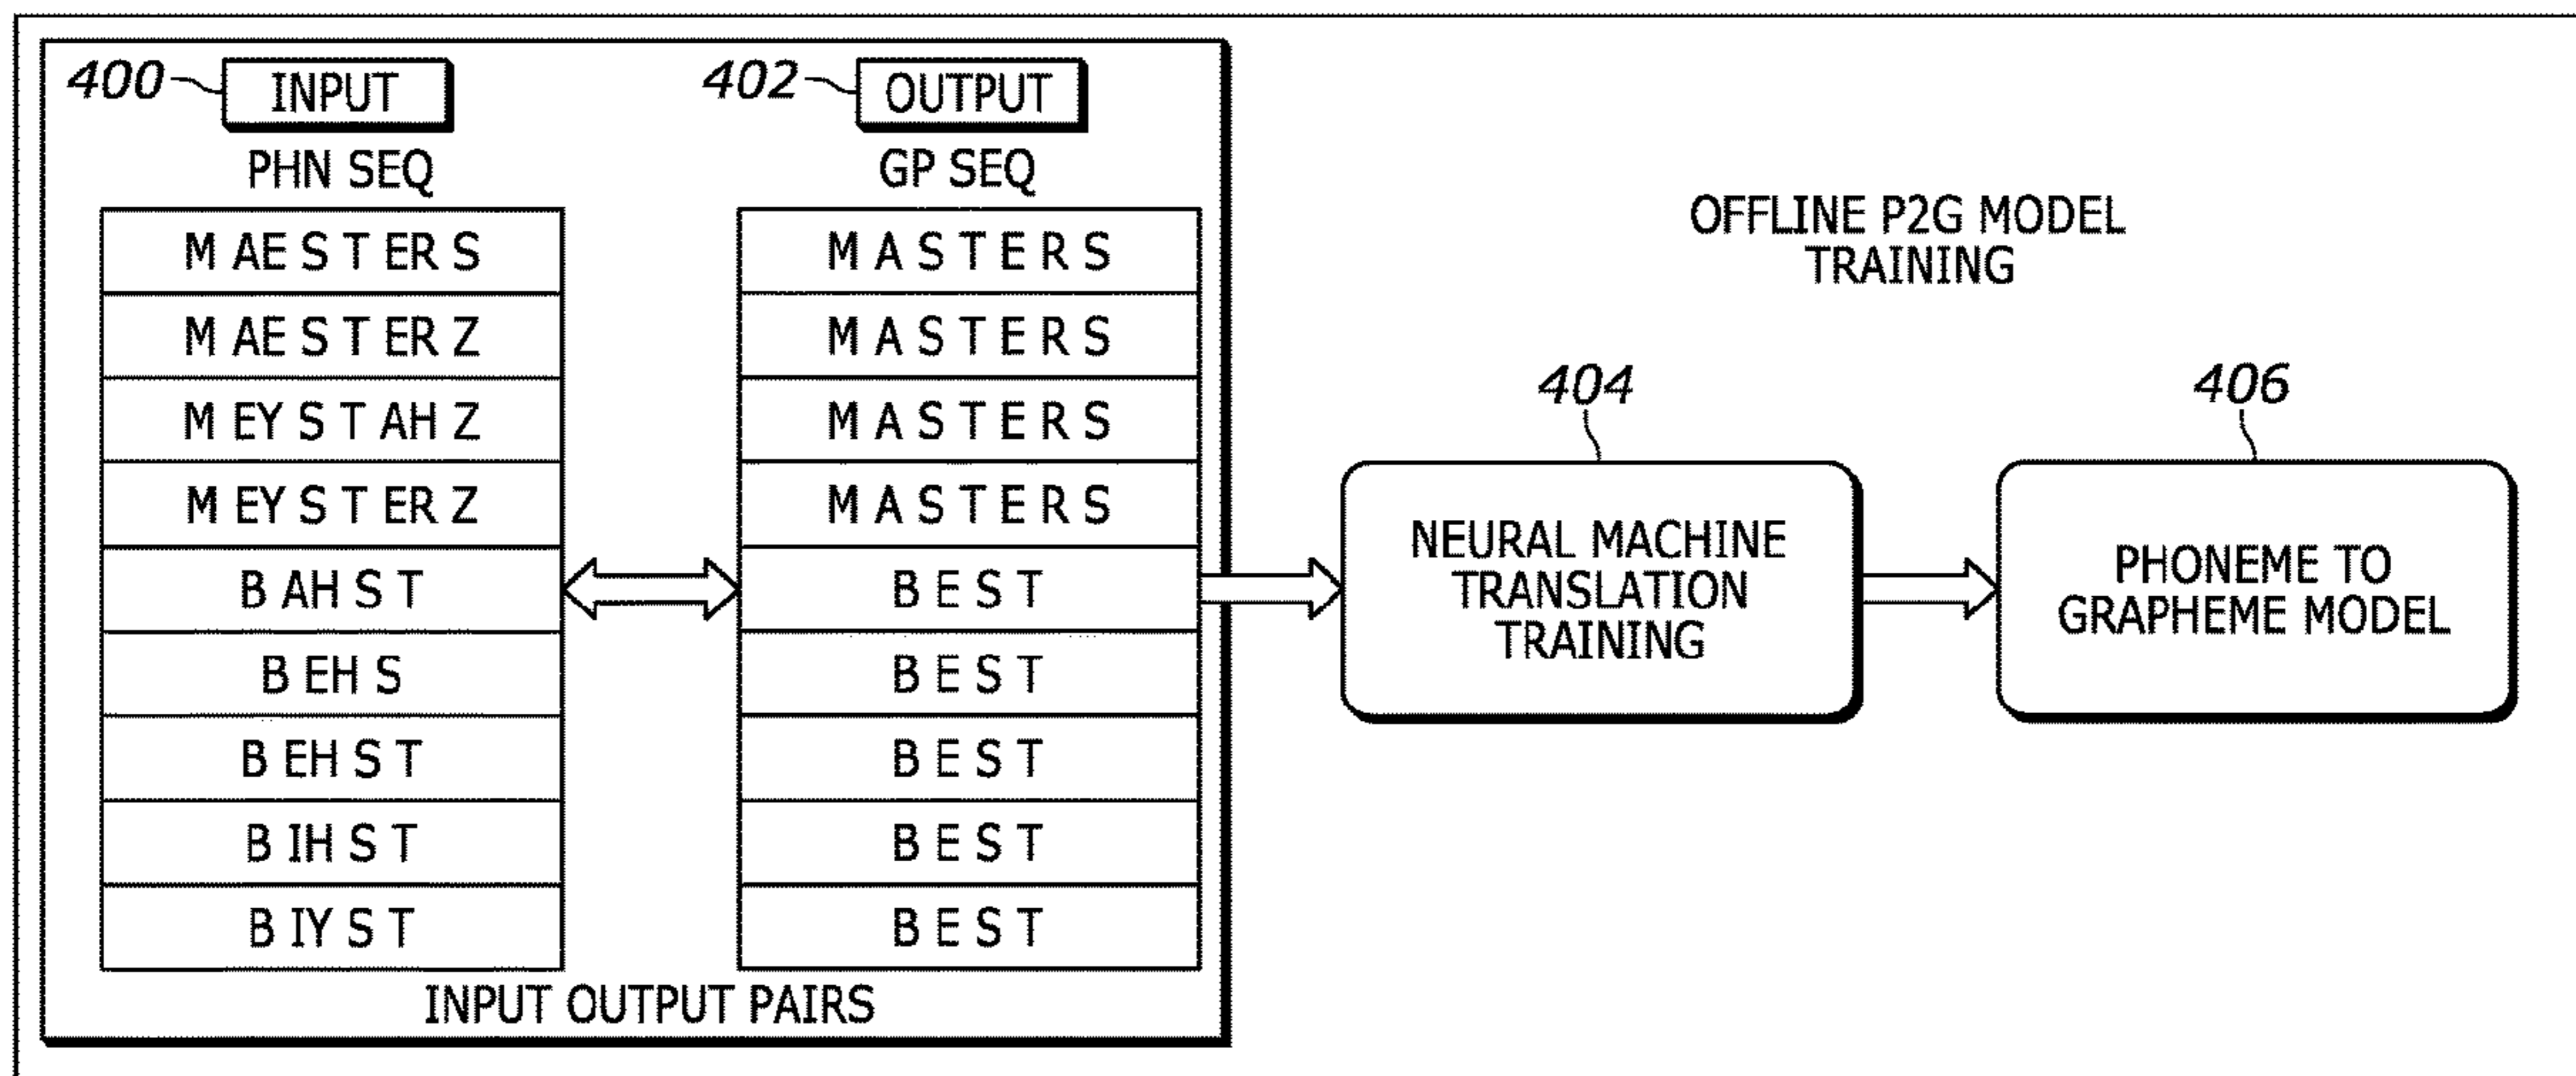 400 INPUT 402 OUTPUT
PHN SEQ GP SEQ
M AE S T ER S M A S T E R S
M AE S T ER Z M A S T E R S
M EY S T AH Z M A S T E R S
M EY S T ER Z M A S T E R S
B AH S T B E S T
B EH S B E S T
B EH S T B E S T
B IH S T B E S T
B IY S T B E S T
INPUT OUTPUT PAIRS
OFFLINE P2G MODEL
TRAINING
404
NEURAL MACHINE
TRANSLATION
TRAINING
406
PHONEME TO
GRAPHEME MODEL